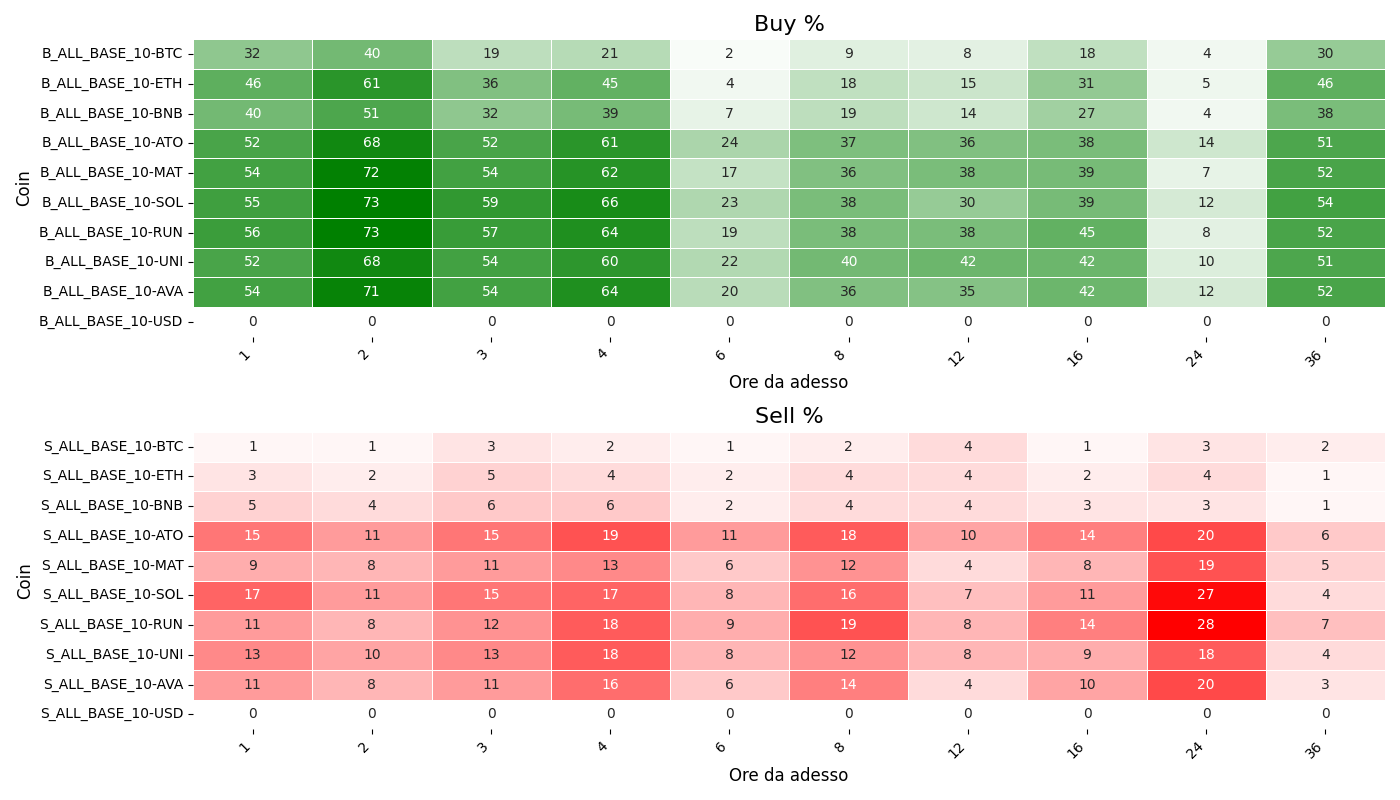 Buy %
Coin
B_ALL_BASE_10-BTC 32 40 19 21 2 9 8 18 4 30
B_ALL_BASE_10-ETH 46 61 36 45 4 18 15 31 5 46
B_ALL_BASE_10-BNB 40 51 32 39 7 19 14 27 4 38
B_ALL_BASE_10-ATO 52 68 52 61 24 37 36 38 14 51
B_ALL_BASE_10-MAT 54 72 54 62 17 36 38 39 7 52
B_ALL_BASE_10-SOL 55 73 59 66 23 38 30 39 12 54
B_ALL_BASE_10-RUN 56 73 57 64 19 38 38 45 8 52
B_ALL_BASE_10-UNI 52 68 54 60 22 40 42 42 10 51
B_ALL_BASE_10-AVA 54 71 54 64 20 36 35 42 12 52
B_ALL_BASE_10-USD 0 0 0 0 0 0 0 0 0 0
1 2 3 4 6 8 12 16 24 36
Ore da adesso
Sell %
Coin
S_ALL_BASE_10-BTC 1 1 3 2 1 2 4 1 3 2
S_ALL_BASE_10-ETH 3 2 5 4 2 4 4 2 4 1
S_ALL_BASE_10-BNB 5 4 6 6 2 4 4 3 3 1
S_ALL_BASE_10-ATO 15 11 15 19 11 18 10 14 20 6
S_ALL_BASE_10-MAT 9 8 11 13 6 12 4 8 19 5
S_ALL_BASE_10-SOL 17 11 15 17 8 16 7 11 27 4
S_ALL_BASE_10-RUN 11 8 12 18 9 19 8 14 28 7
S_ALL_BASE_10-UNI 13 10 13 18 8 12 8 9 18 4
S_ALL_BASE_10-AVA 11 8 11 16 6 14 4 10 20 3
S_ALL_BASE_10-USD 0 0 0 0 0 0 0 0 0 0
1 2 3 4 6 8 12 16 24 36
Ore da adesso